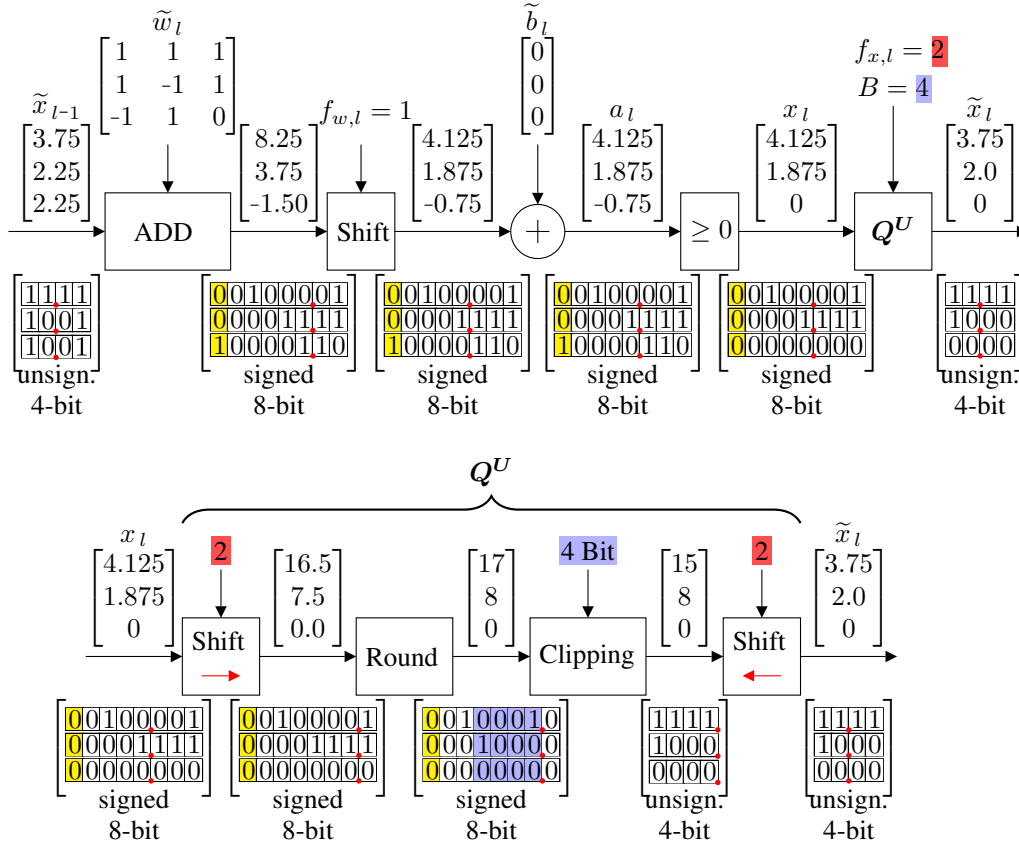 w̃_l
[1 1 1
1 -1 1
-1 1 0]
b̃_l
[0
0
0]
f_{x,l} = 2
B = 4
x̃_{l-1}
[3.75
2.25
2.25]
ADD
[8.25
3.75
-1.50]
f_{w,l} = 1
Shift
[4.125
1.875
-0.75]
+
a_l
[4.125
1.875
-0.75]
≥ 0
x_l
[4.125
1.875
0]
Q^U
x̃_l
[3.75
2.0
0]
[1111
1001
1001]
unsign.
4-bit
[00100001
00001111
10000110]
signed
8-bit
[00100001
00001111
10000110]
signed
8-bit
[00100001
00001111
10000110]
signed
8-bit
[00100001
00001111
00000000]
signed
8-bit
[1111
1000
0000]
unsign.
4-bit
Q^U
x_l
[4.125
1.875
0]
2
Shift
[16.5
7.5
0.0]
Round
[17
8
0]
4 Bit
Clipping
[15
8
0]
2
Shift
x̃_l
[3.75
2.0
0]
[00100001
00001111
00000000]
signed
8-bit
[00100001
00001111
00000000]
signed
8-bit
[00100010
00010000
00000000]
signed
8-bit
[1111
1000
0000]
unsign.
4-bit
[1111
1000
0000]
unsign.
4-bit